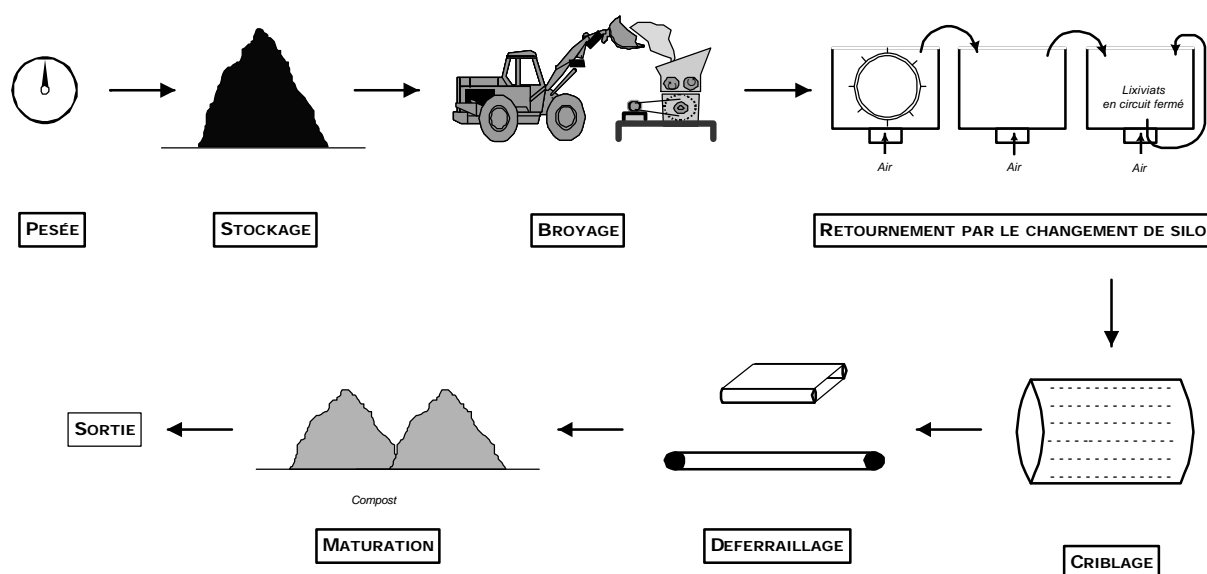 Lixiviats
en circuit fermé
Air
Air
Air
PESÉE
STOCKAGE
BROYAGE
RETOURNEMENT PAR LE CHANGEMENT DE SILO
SORTIE
Compost
MATURATION
DEFERRAILLAGE
CRIBLAGE